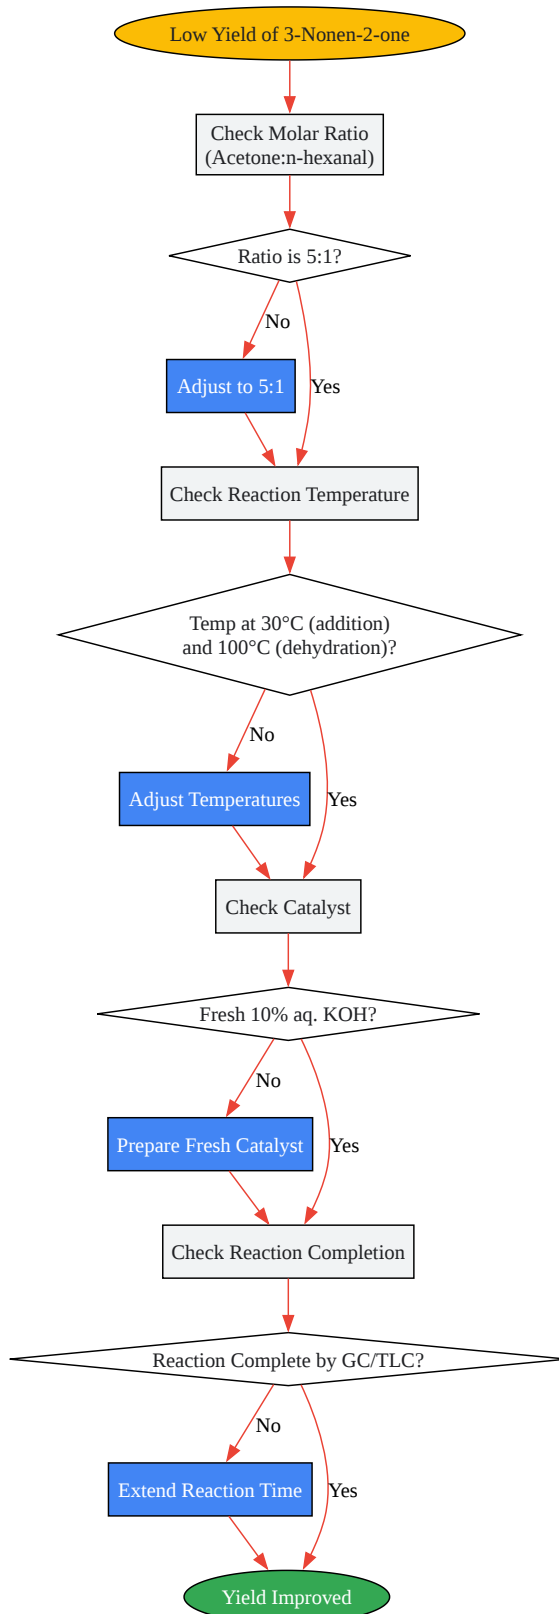 Low Yield of 3-Nonen-2-one
Check Molar Ratio
(Acetone:n-hexanal)
Ratio is 5:1?
No
Adjust to 5:1
Yes
Check Reaction Temperature
Temp at 30°C (addition)
and 100°C (dehydration)?
No
Adjust Temperatures
Yes
Check Catalyst
Fresh 10% aq. KOH?
No
Prepare Fresh Catalyst
Yes
Check Reaction Completion
Reaction Complete by GC/TLC?
No
Extend Reaction Time
Yes
Yield Improved